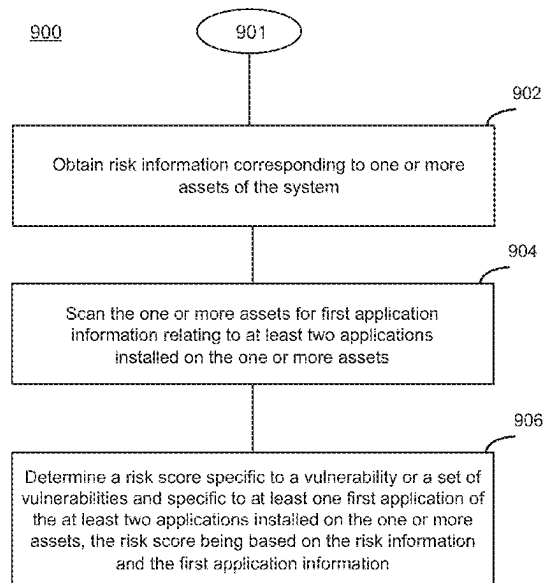 900
901
902
Obtain risk information corresponding to one or more
assets of the system
904
Scan the one or more assets for first application
information relating to at least two applications
installed on the one or more assets
906
Determine a risk score specific to a vulnerability or a set of
vulnerabilities and specific to at least one first application of
the at least two applications installed on the one or more
assets, the risk score being based on the risk information
and the first application information